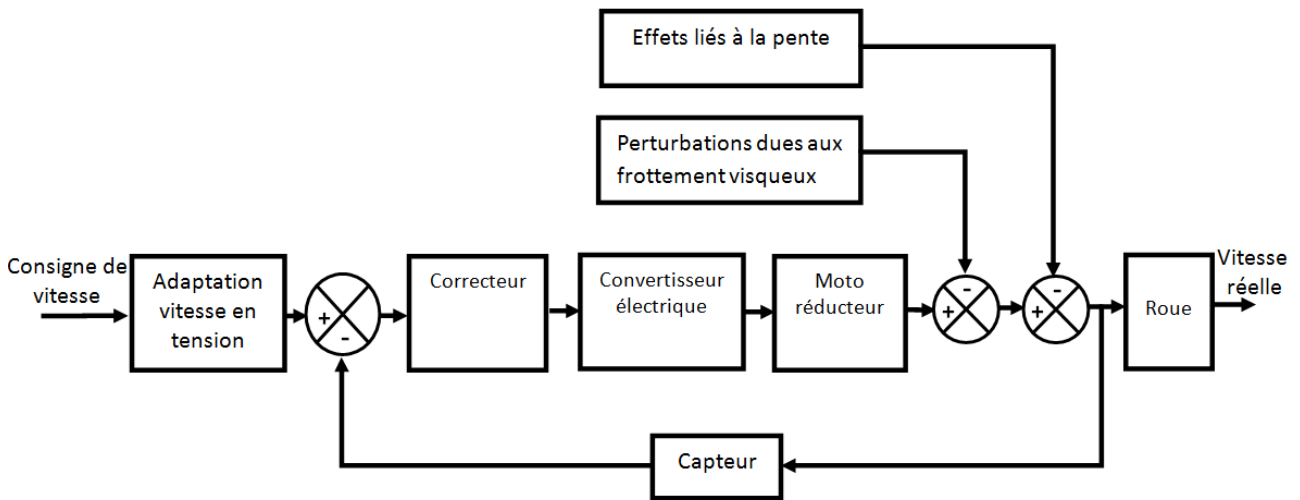 Effets liés à la pente
Perturbations dues aux
frottement visqueux
Consigne de
vitesse
Adaptation
vitesse en
tension
+
-
Correcteur
Convertisseur
électrique
Moto
réducteur
-
+
-
+
Roue
Vitesse
réelle
Capteur